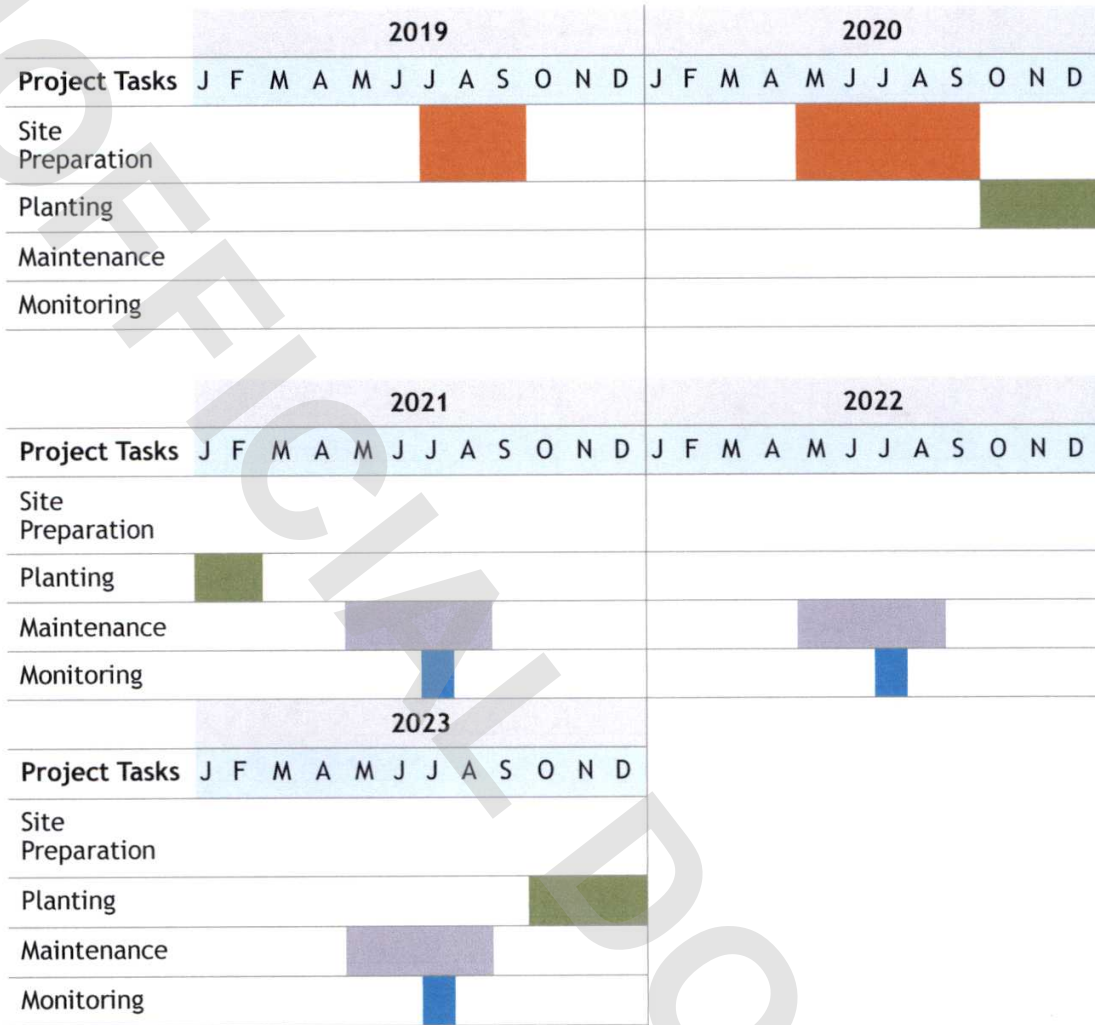 2019 2020
Project Tasks J F M A M J J A S O N D J F M A M J J A S O N D
Site
Preparation
Planting
Maintenance
Monitoring
2021 2022
Project Tasks J F M A M J J A S O N D J F M A M J J A S O N D
Site
Preparation
Planting
Maintenance
Monitoring
2023
Project Tasks J F M A M J J A S O N D
Site
Preparation
Planting
Maintenance
Monitoring
OFFICIAL DO